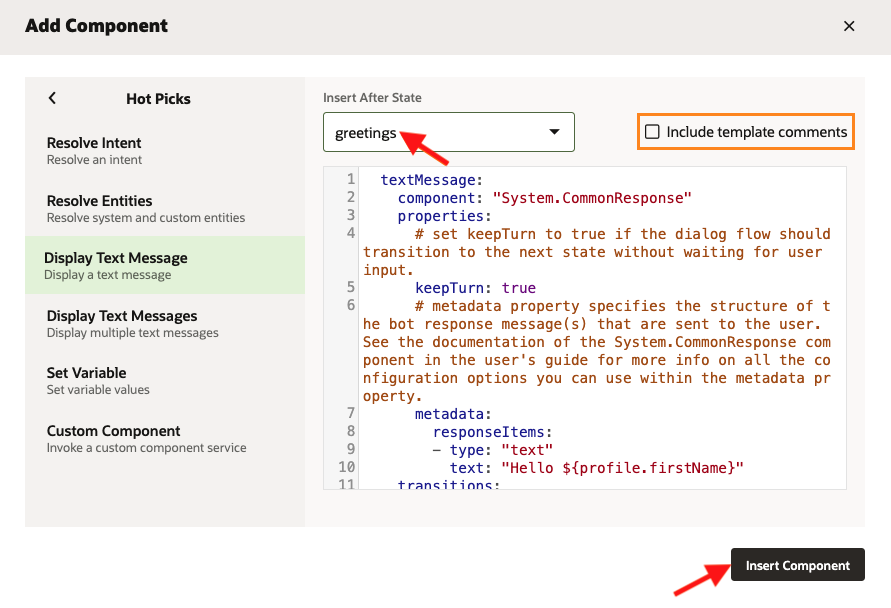 Add Component
Hot Picks
Resolve Intent
Resolve an intent
Resolve Entities
Resolve system and custom entities
Display Text Message
Display a text message
Display Text Messages
Display multiple text messages
Set Variable
Set variable values
Custom Component
Invoke a custom component service
Insert After State
greetings
Include template comments
1 textMessage:
2 component: "System.CommonResponse"
3 properties:
4 # set keepTurn to true if the dialog flow should
transition to the next state without waiting for user
input.
5 keepTurn: true
6 # metadata property specifies the structure of t
he bot response message(s) that are sent to the user.
See the documentation of the System.CommonResponse com
ponent in the user's guide for more info on all the co
nfiguration options you can use within the metadata pr
operty.
7 metadata:
8 responseItems:
9 - type: "text"
10 text: "Hello ${profile.firstName}"
11 transitions:
Insert Component